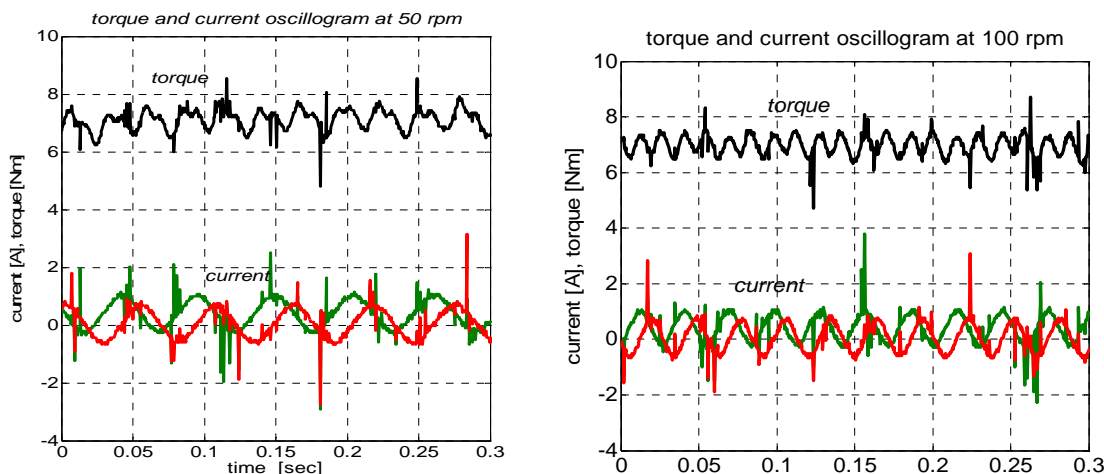 torque and current oscillogram at 50 rpm
10
8
6
4
2
0
-2
-4
torque
current
current [A], torque [Nm]
0 0.05 0.1 0.15 0.2 0.25 0.3
time [sec]
torque and current oscillogram at 100 rpm
10
8
6
4
2
0
-2
-4
torque
current
current [A], torque [Nm]
0 0.05 0.1 0.15 0.2 0.25 0.3